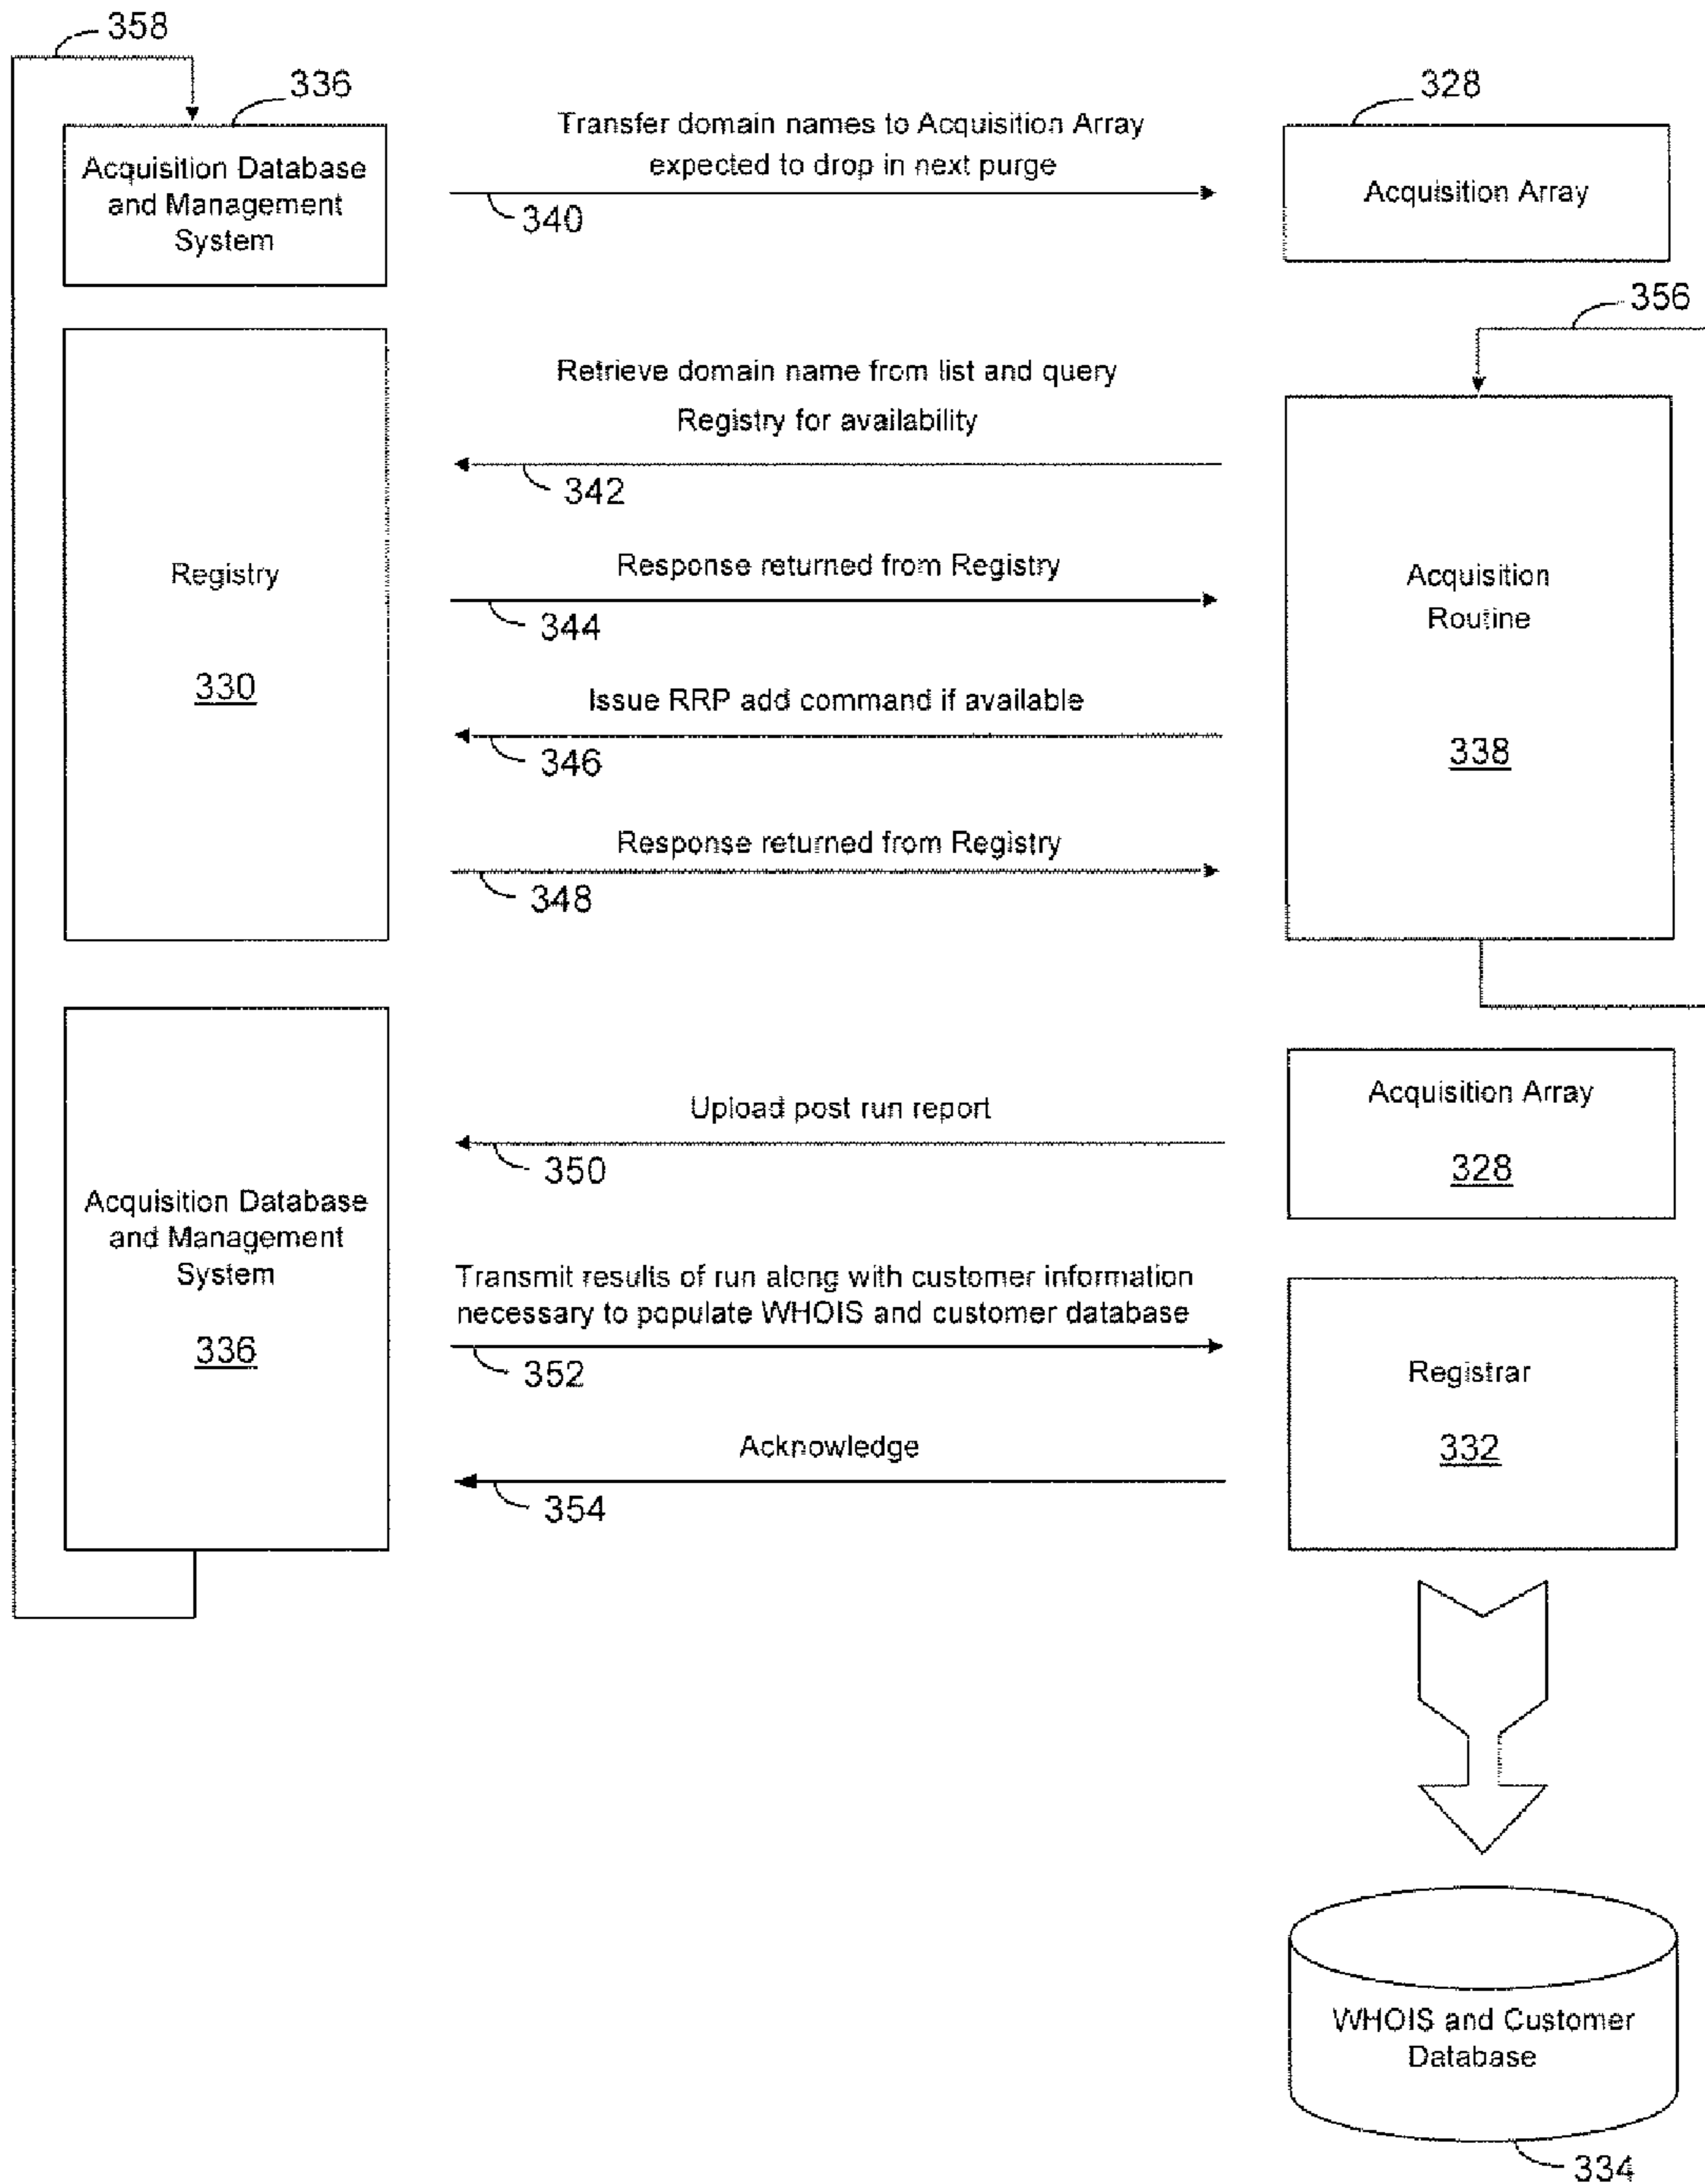 358
336
328
Acquisition Database
and Management
System
Transfer domain names to Acquisition Array
expected to drop in next purge
340
Acquisition Array
356
Retrieve domain name from list and query
Registry for availability
342
Registry
330
Response returned from Registry
344
Acquisition
Routine
338
Issue RRP add command if available
346
Response returned from Registry
348
Acquisition Array
328
Upload post run report
350
Acquisition Database
and Management
System
336
Transmit results of run along with customer information
necessary to populate WHOIS and customer database
352
Registrar
332
Acknowledge
354
WHOIS and Customer
Database
334